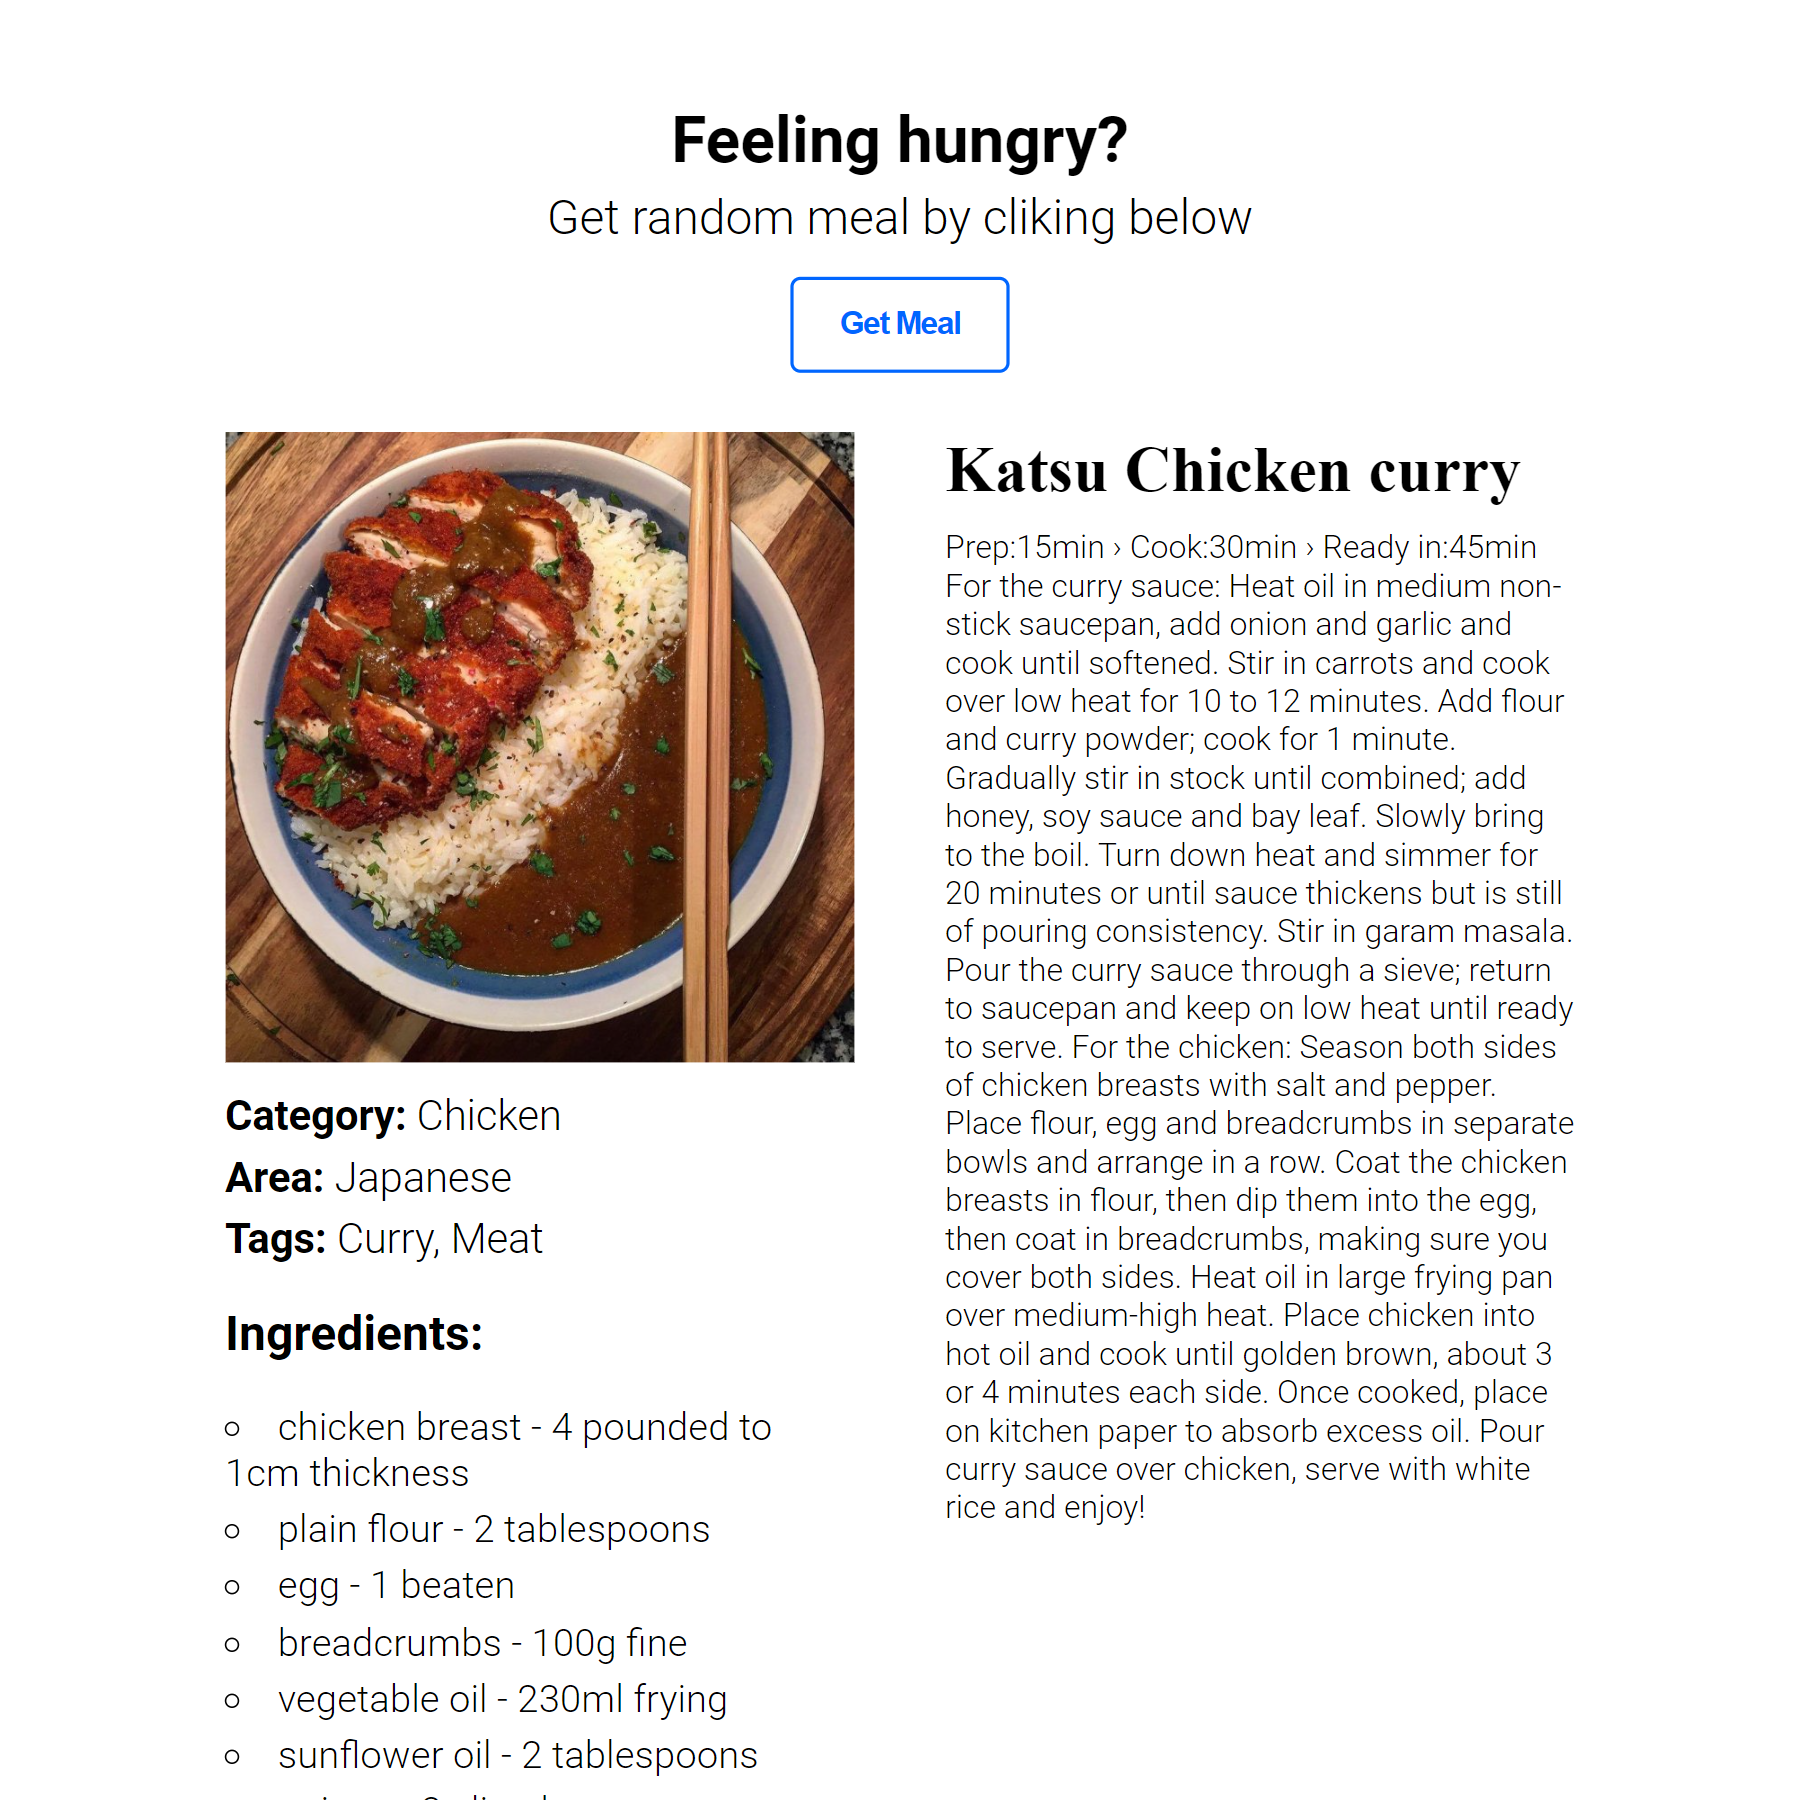 Feeling hungry?
Get random meal by cliking below
Get Meal
Katsu Chicken curry
Prep:15min › Cook:30min › Ready in:45min
For the curry sauce: Heat oil in medium non-
stick saucepan, add onion and garlic and
cook until softened. Stir in carrots and cook
over low heat for 10 to 12 minutes. Add flour
and curry powder; cook for 1 minute.
Gradually stir in stock until combined; add
honey, soy sauce and bay leaf. Slowly bring
to the boil. Turn down heat and simmer for
20 minutes or until sauce thickens but is still
of pouring consistency. Stir in garam masala.
Pour the curry sauce through a sieve; return
to saucepan and keep on low heat until ready
to serve. For the chicken: Season both sides
of chicken breasts with salt and pepper.
Place flour, egg and breadcrumbs in separate
bowls and arrange in a row. Coat the chicken
breasts in flour, then dip them into the egg,
then coat in breadcrumbs, making sure you
cover both sides. Heat oil in large frying pan
over medium-high heat. Place chicken into
hot oil and cook until golden brown, about 3
or 4 minutes each side. Once cooked, place
on kitchen paper to absorb excess oil. Pour
curry sauce over chicken, serve with white
rice and enjoy!
Category: Chicken
Area: Japanese
Tags: Curry, Meat
Ingredients:
chicken breast - 4 pounded to
1cm thickness
plain flour - 2 tablespoons
egg - 1 beaten
breadcrumbs - 100g fine
vegetable oil - 230ml frying
sunflower oil - 2 tablespoons